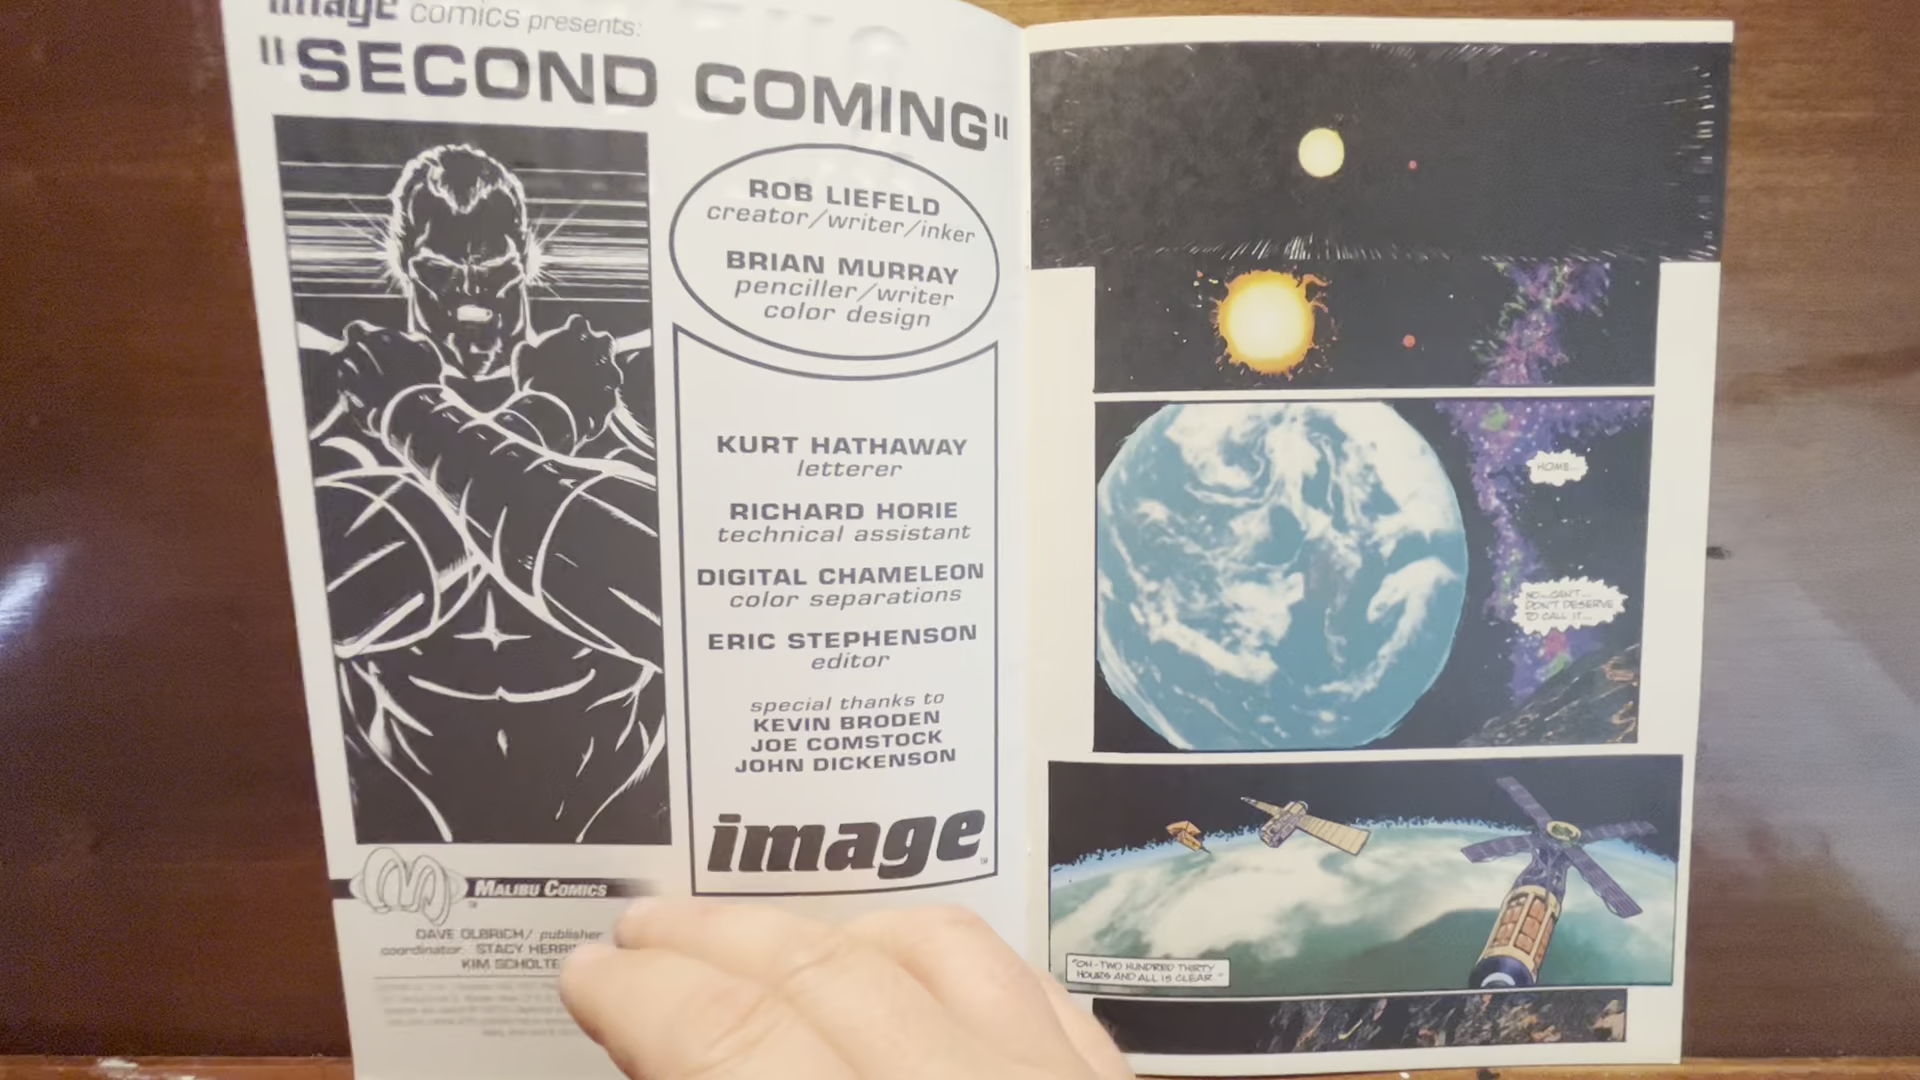 image comics presents:
"SECOND COMING"
ROB LIEFELD
creator/writer/inker
BRIAN MURRAY
penciller/writer
color design
KURT HATHAWAY
letterer
RICHARD HORIE
technical assistant
DIGITAL CHAMELEON
color separations
ERIC STEPHENSON
editor
special thanks to
KEVIN BRODEN
JOE COMSTOCK
JOHN DICKENSON
image
MALIBU COMICS
DAVE OLBRICH/ publisher
coordinator STACY
KIM
HOME...
NO...CAN'T...
DON'T DESERVE
TO CALL IT...
"OH-TWO HUNDRED THIRTY
HOURS AND ALL IS CLEAR."